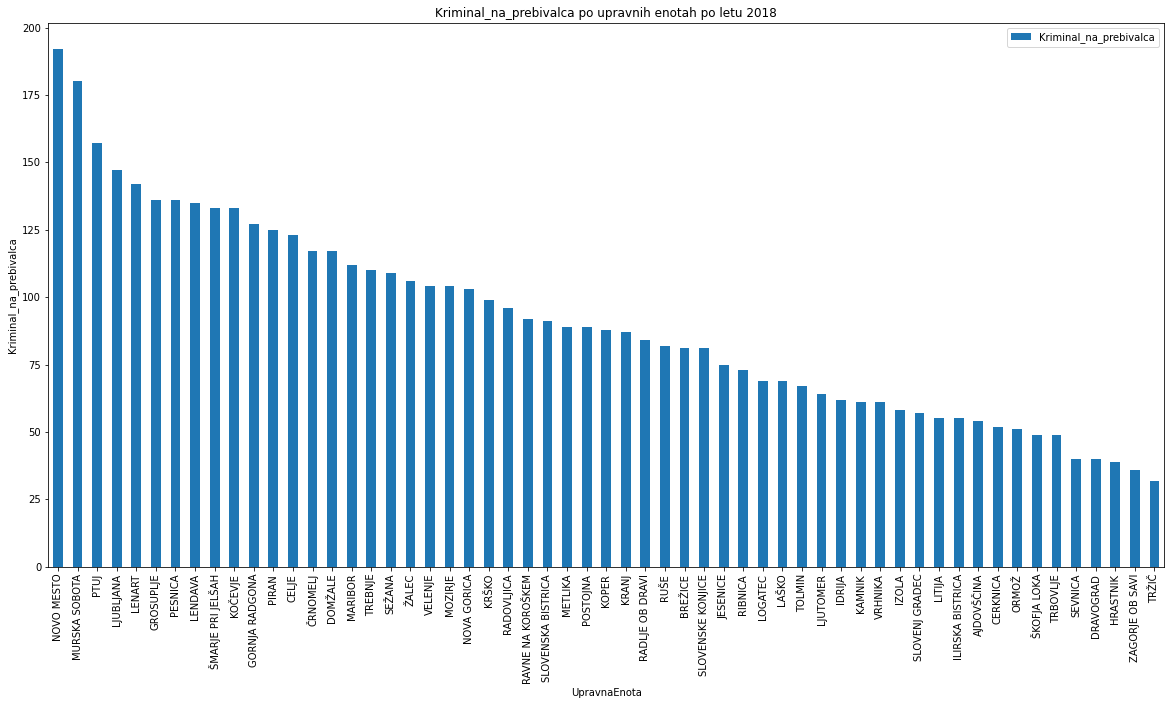 Kriminal_na_prebivalca po upravnih enotah po letu 2018
Kriminal_na_prebivalca
Kriminal_na_prebivalca
200
175
150
125
100
75
50
25
0
NOVO MESTO
MURSKA SOBOTA
PTUJ
LJUBLJANA
LENART
GROSUPLJE
PESNICA
LENDAVA
ŠMARJE PRI JELŠAH
KOČEVJE
GORNJA RADGONA
PIRAN
CELJE
ČRNOMELJ
DOMŽALE
MARIBOR
TREBNJE
SEŽANA
ŽALEC
VELENJE
MOZIRJE
NOVA GORICA
KRŠKO
RADOVLJICA
RAVNE NA KOROŠKEM
SLOVENSKA BISTRICA
METLIKA
POSTOJNA
KOPER
KRANJ
RADLJE OB DRAVI
RUŠE
BREŽICE
SLOVENSKE KONJICE
JESENICE
RIBNICA
LOGATEC
LAŠKO
TOLMIN
LJUTOMER
IDRIJA
KAMNIK
VRHNIKA
IZOLA
SLOVENJ GRADEC
LITIJA
ILIRSKA BISTRICA
AJDOVŠČINA
CERKNICA
ORMOŽ
ŠKOFJA LOKA
TRBOVLJE
SEVNICA
DRAVOGRAD
HRASTNIK
ZAGORJE OB SAVI
TRŽIČ
UpravnaEnota